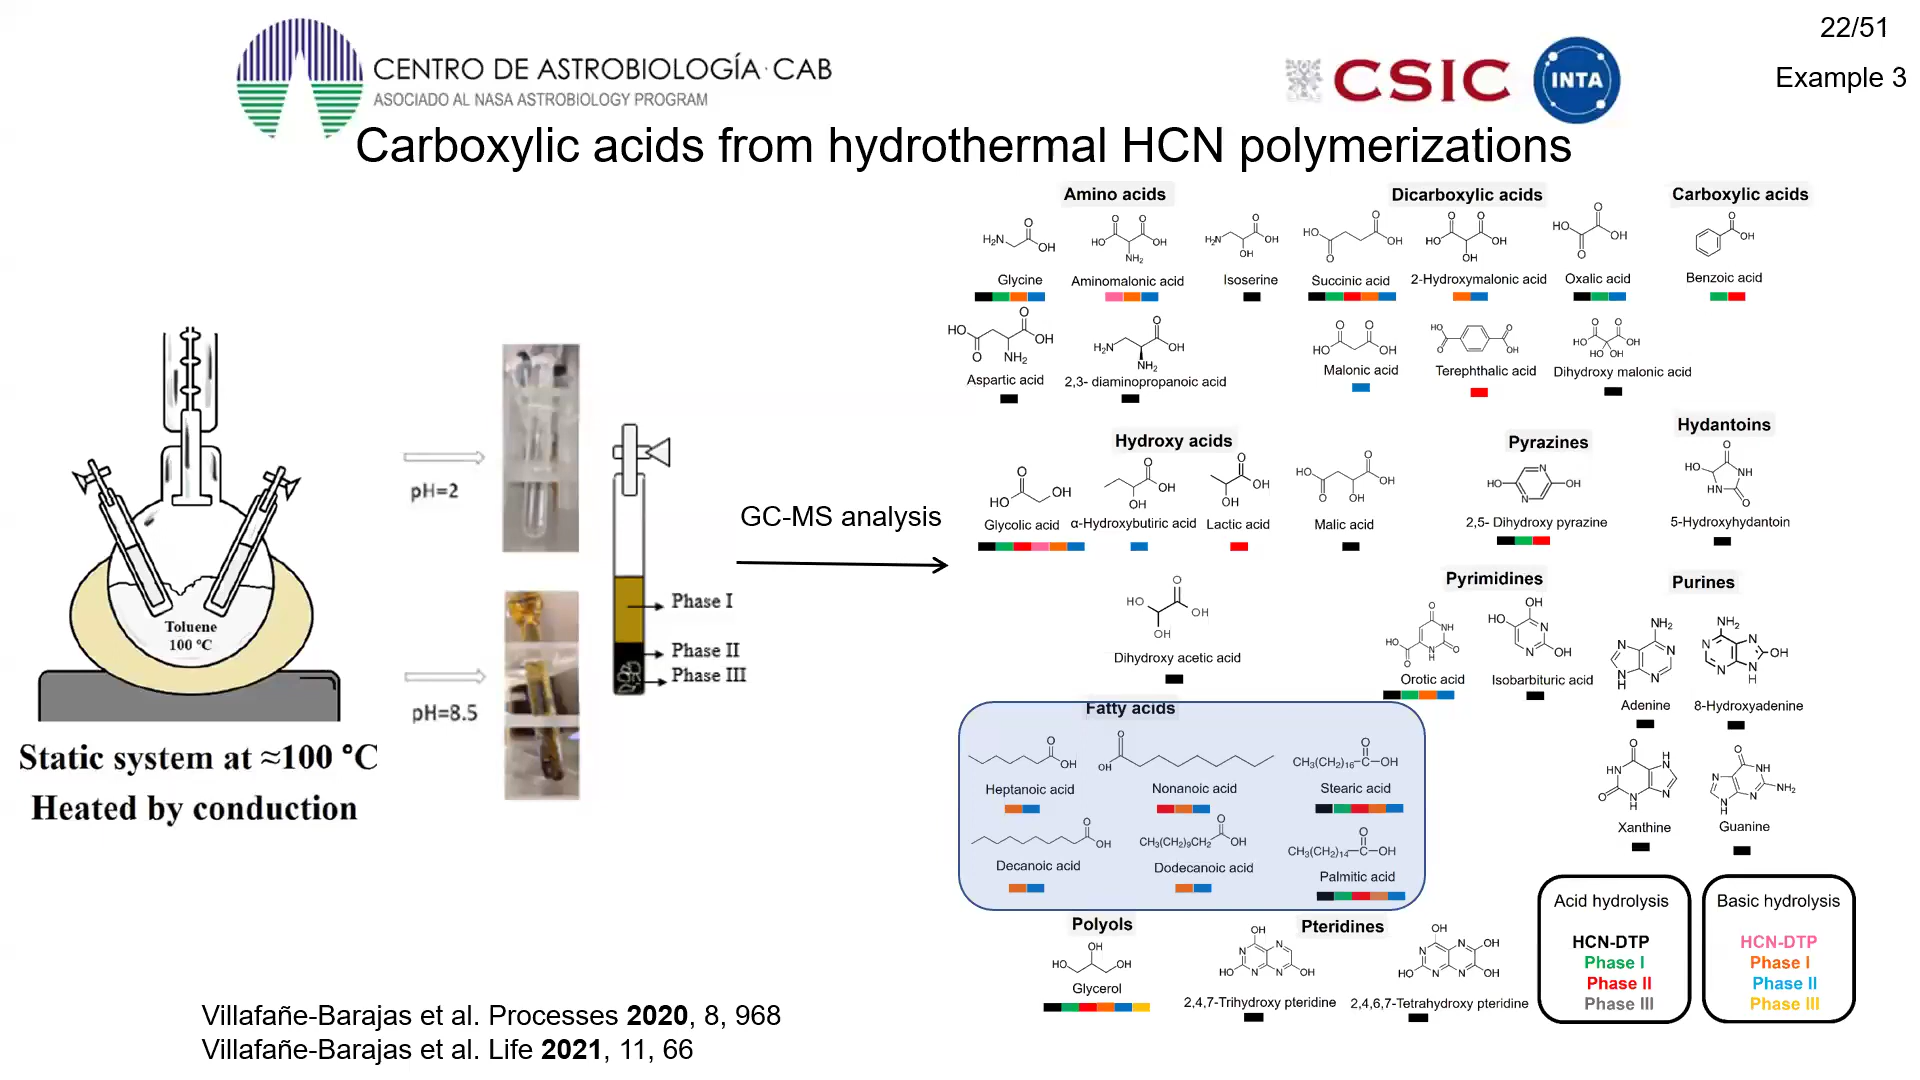 22/51
Example 3
CENTRO DE ASTROBIOLOGÍA · CAB
ASOCIADO AL NASA ASTROBIOLOGY PROGRAM
CSIC
INTA
Carboxylic acids from hydrothermal HCN polymerizations
Toluene
100 ºC
Static system at ≈100 °C
Heated by conduction
pH=2
pH=8.5
Phase I
Phase II
Phase III
GC-MS analysis
Amino acids
Glycine
Aminomalonic acid
Isoserine
Aspartic acid
2,3- diaminopropanoic acid
Dicarboxylic acids
Succinic acid
2-Hydroxymalonic acid
Oxalic acid
Malonic acid
Terephthalic acid
Dihydroxy malonic acid
Carboxylic acids
Benzoic acid
Hydroxy acids
Glycolic acid
α-Hydroxybutiric acid
Lactic acid
Malic acid
Dihydroxy acetic acid
Pyrazines
2,5- Dihydroxy pyrazine
Hydantoins
5-Hydroxyhydantoin
Pyrimidines
Orotic acid
Isobarbituric acid
Purines
Adenine
8-Hydroxyadenine
Xanthine
Guanine
Fatty acids
Heptanoic acid
Nonanoic acid
CH₃(CH₂)₁₆ C OH
O
Stearic acid
Decanoic acid
CH₃(CH₂)₉CH₂ OH
O
Dodecanoic acid
CH₃(CH₂)₁₄ C OH
O
Palmitic acid
Polyols
Glycerol
Pteridines
2,4,7-Trihydroxy pteridine
2,4,6,7-Tetrahydroxy pteridine
Acid hydrolysis
HCN-DTP
Phase I
Phase II
Phase III
Basic hydrolysis
HCN-DTP
Phase I
Phase II
Phase III
Villafañe-Barajas et al. Processes 2020, 8, 968
Villafañe-Barajas et al. Life 2021, 11, 66